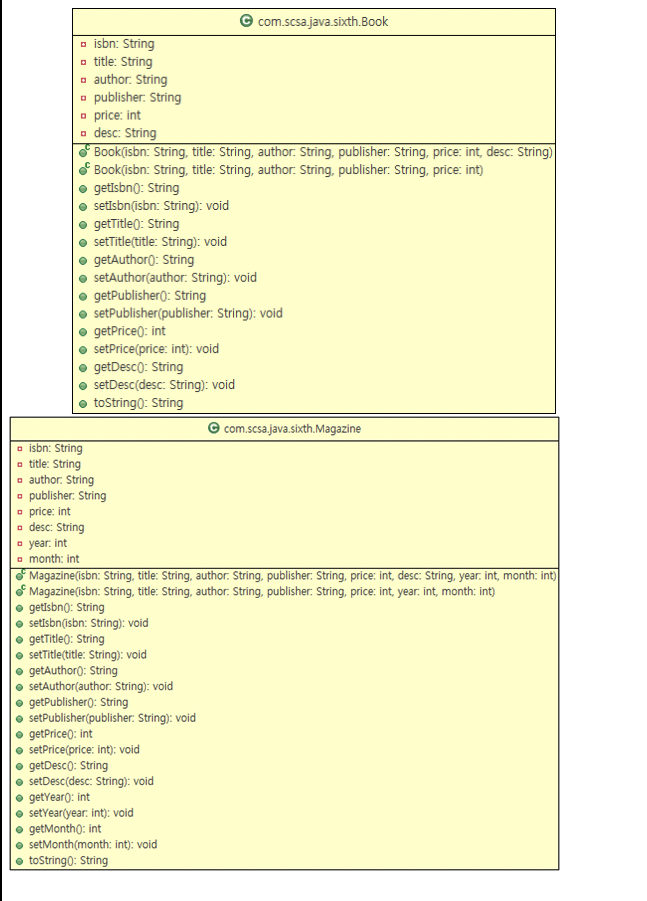 com.scsa.java.sixth.Book
isbn: String
title: String
author: String
publisher: String
price: int
desc: String
Book(isbn: String, title: String, author: String, publisher: String, price: int, desc: String)
Book(isbn: String, title: String, author: String, publisher: String, price: int)
getIsbn(): String
setIsbn(isbn: String): void
getTitle(): String
setTitle(title: String): void
getAuthor(): String
setAuthor(author: String): void
getPublisher(): String
setPublisher(publisher: String): void
getPrice(): int
setPrice(price: int): void
getDesc(): String
setDesc(desc: String): void
toString(): String
com.scsa.java.sixth.Magazine
isbn: String
title: String
author: String
publisher: String
price: int
desc: String
year: int
month: int
Magazine(isbn: String, title: String, author: String, publisher: String, price: int, desc: String, year: int, month: int)
Magazine(isbn: String, title: String, author: String, publisher: String, price: int, year: int, month: int)
getIsbn(): String
setIsbn(isbn: String): void
getTitle(): String
setTitle(title: String): void
getAuthor(): String
setAuthor(author: String): void
getPublisher(): String
setPublisher(publisher: String): void
getPrice(): int
setPrice(price: int): void
getDesc(): String
setDesc(desc: String): void
getYear(): int
setYear(year: int): void
getMonth(): int
setMonth(month: int): void
toString(): String